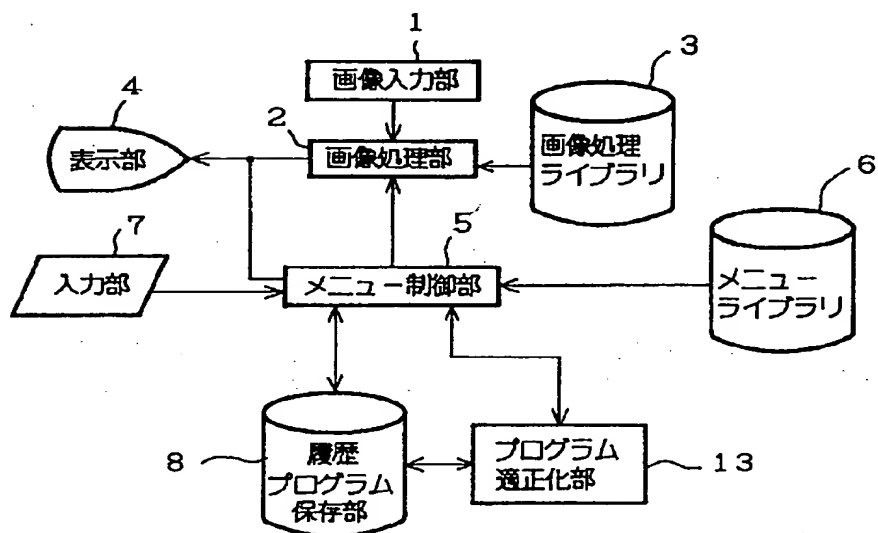 1
画像入力部
2
画像処理部
3
画像処理
ライブラリ
4
表示部
5
メニュー制御部
6
メニュー
ライブラリ
7
入力部
8
履歴
プログラム
保存部
プログラム
適正化部
13